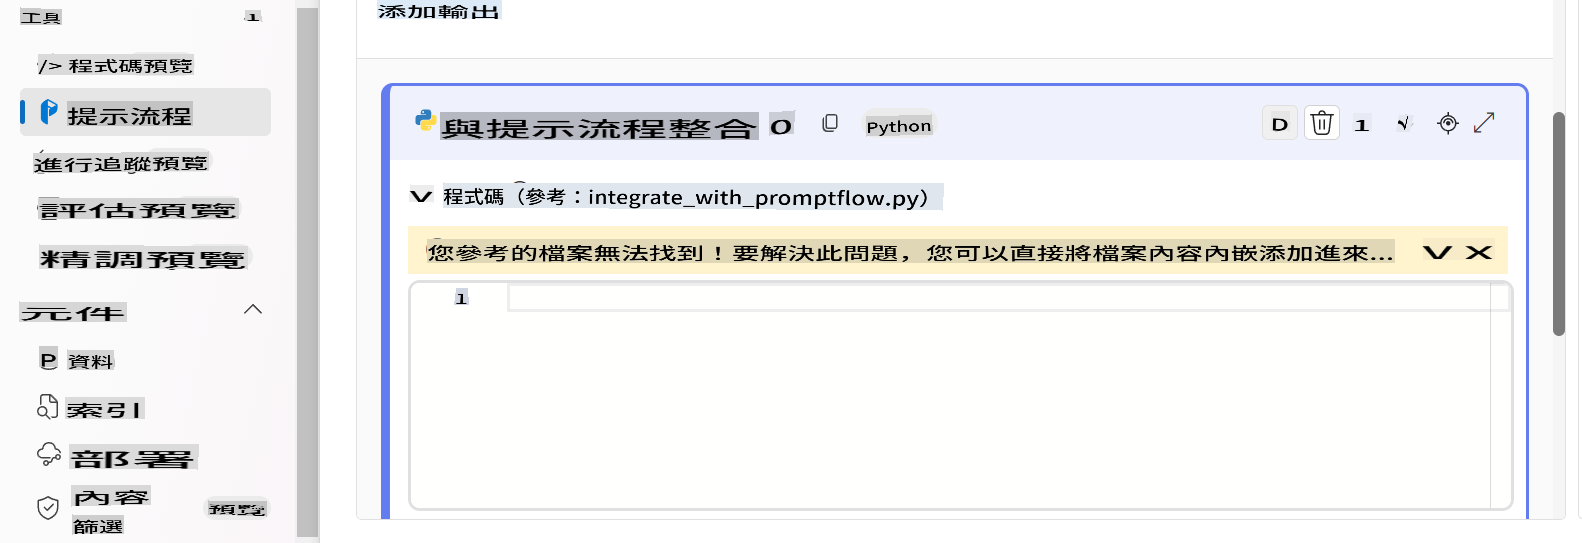 工具
1
/> 程式碼預覽
提示流程
進行追蹤預覽
評估預覽
精調預覽
元件
P 資料
索引
部署
內容
篩選
預覽
添加輸出
與提示流程整合 O
Python
D
1
√
程式碼（參考：integrate_with_promptflow.py）
您參考的檔案無法找到！要解決此問題，您可以直接將檔案內容內嵌添加進來...
1